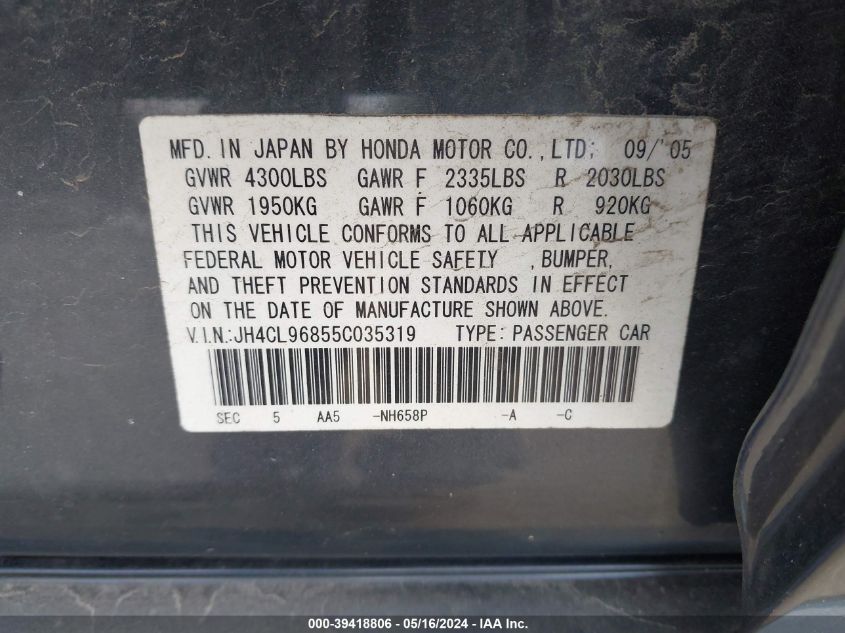 MFD. IN JAPAN BY HONDA MOTOR CO., LTD; 09/'05
GVWR 4300LBS GAWR F 2335LBS R 2030LBS
GVWR 1950KG GAWR F 1060KG R 920KG
THIS VEHICLE CONFORMS TO ALL APPLICABLE
FEDERAL MOTOR VEHICLE SAFETY , BUMPER,
AND THEFT PREVENTION STANDARDS IN EFFECT
ON THE DATE OF MANUFACTURE SHOWN ABOVE.
V.I.N.:JH4CL96855C035319 TYPE: PASSENGER CAR
SEC 5 AA5 -NH658P -A -C
000-39418806 - 05/16/2024 - IAA Inc.